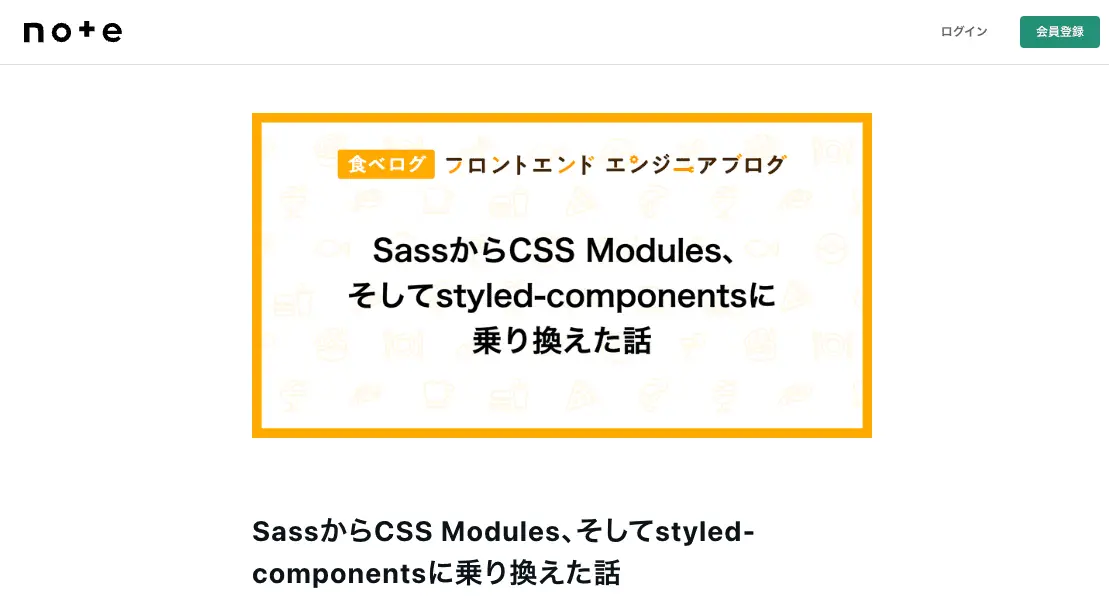 note
ログイン
会員登録
食べログ フロントエンド エンジニアブログ
SassからCSS Modules、
そしてstyled-componentsに
乗り換えた話
SassからCSS Modules、そしてstyled-
componentsに乗り換えた話